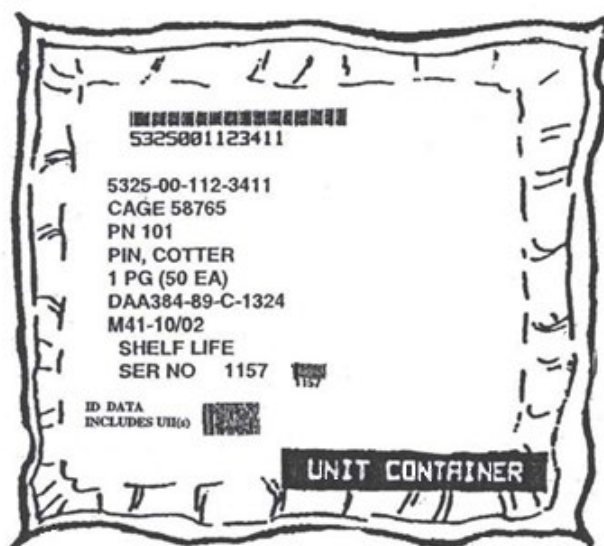 5325001123411
5325-00-112-3411
CAGE 58765
PN 101
PIN, COTTER
1 PG (50 EA)
DAA384-89-C-1324
M41-10/02
SHELF LIFE
SER NO 1157
1157
ID DATA
INCLUDES UII(s)
UNIT CONTAINER